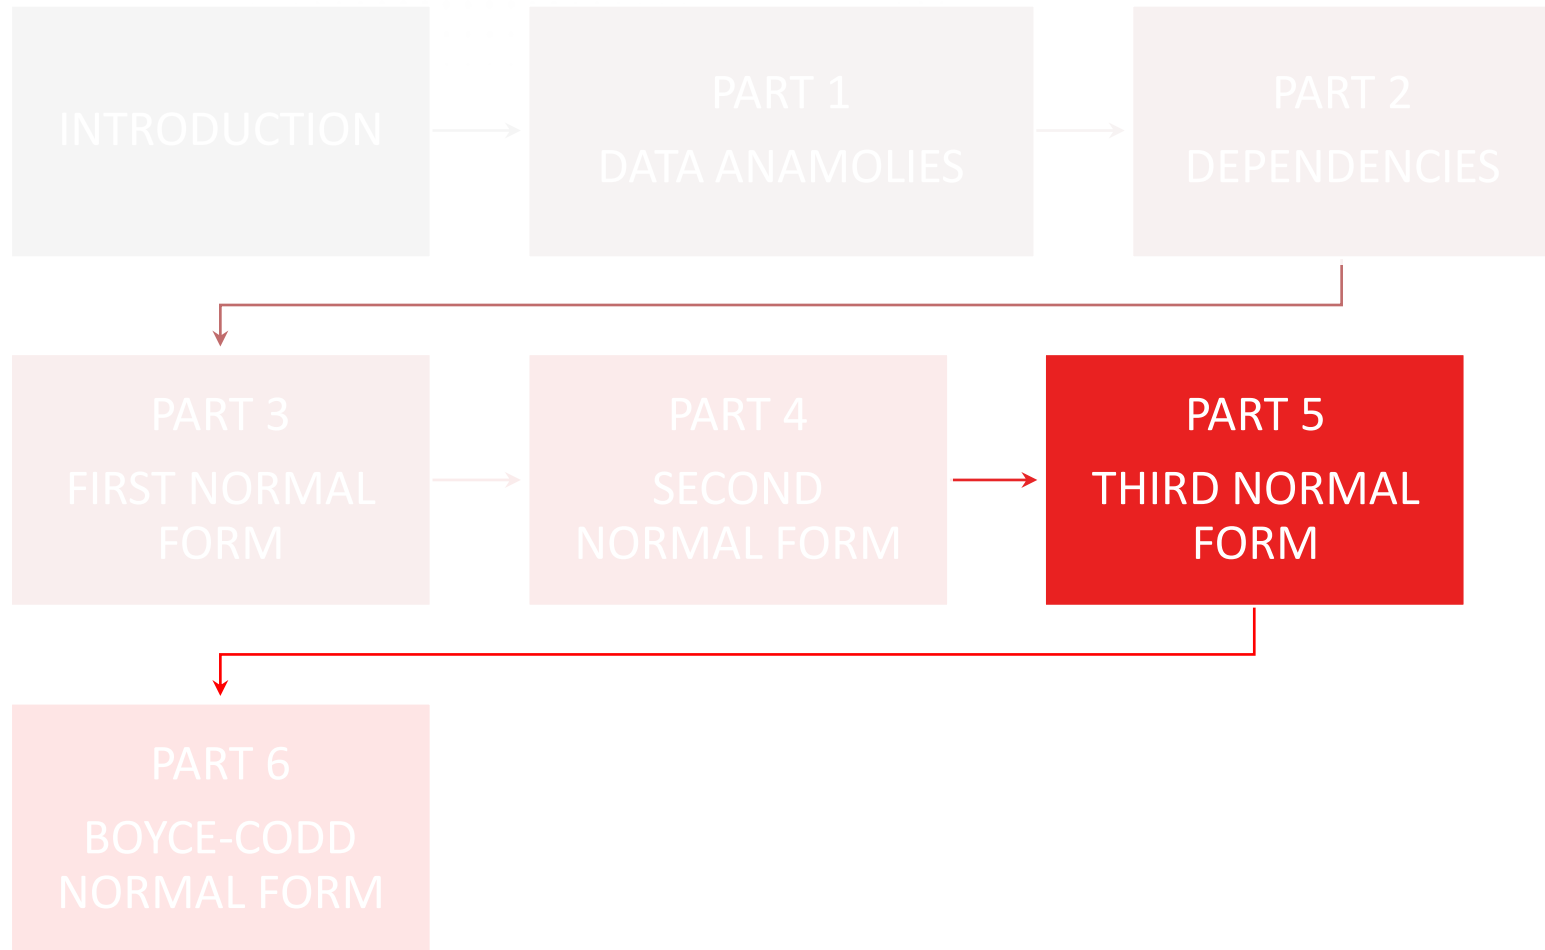 INTRODUCTION
PART 1
DATA ANAMOLIES
PART 2
DEPENDENCIES
PART 3
FIRST NORMAL
FORM
PART 4
SECOND
NORMAL FORM
PART 5
THIRD NORMAL
FORM
PART 6
BOYCE-CODD
NORMAL FORM